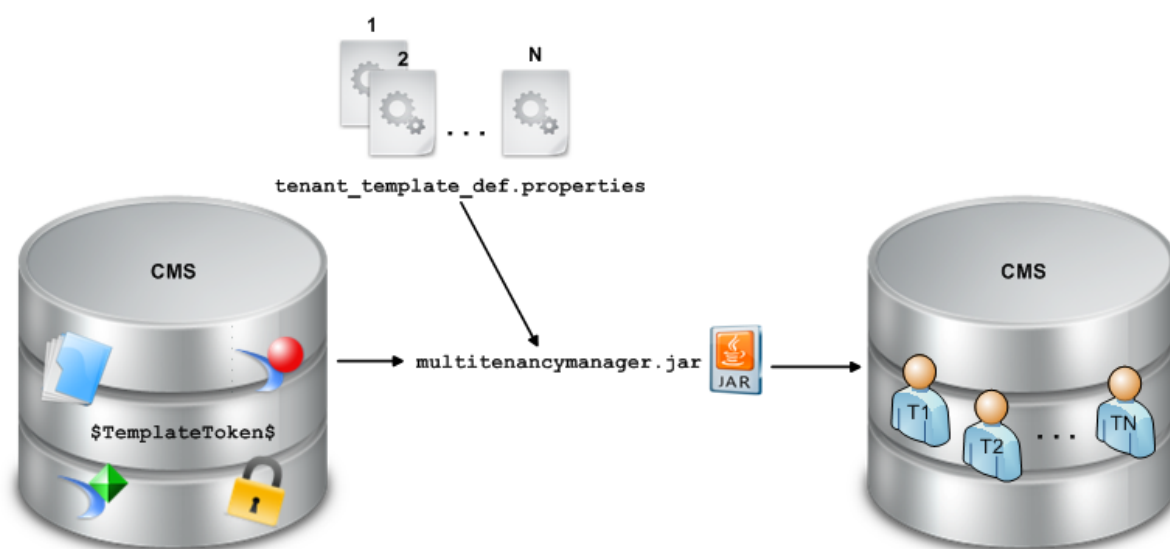 1
2
N
. . .
tenant_template_def.properties
CMS
CMS
multitenancymanager.jar
JAR
$TemplateToken$
T1
T2
. . .
TN